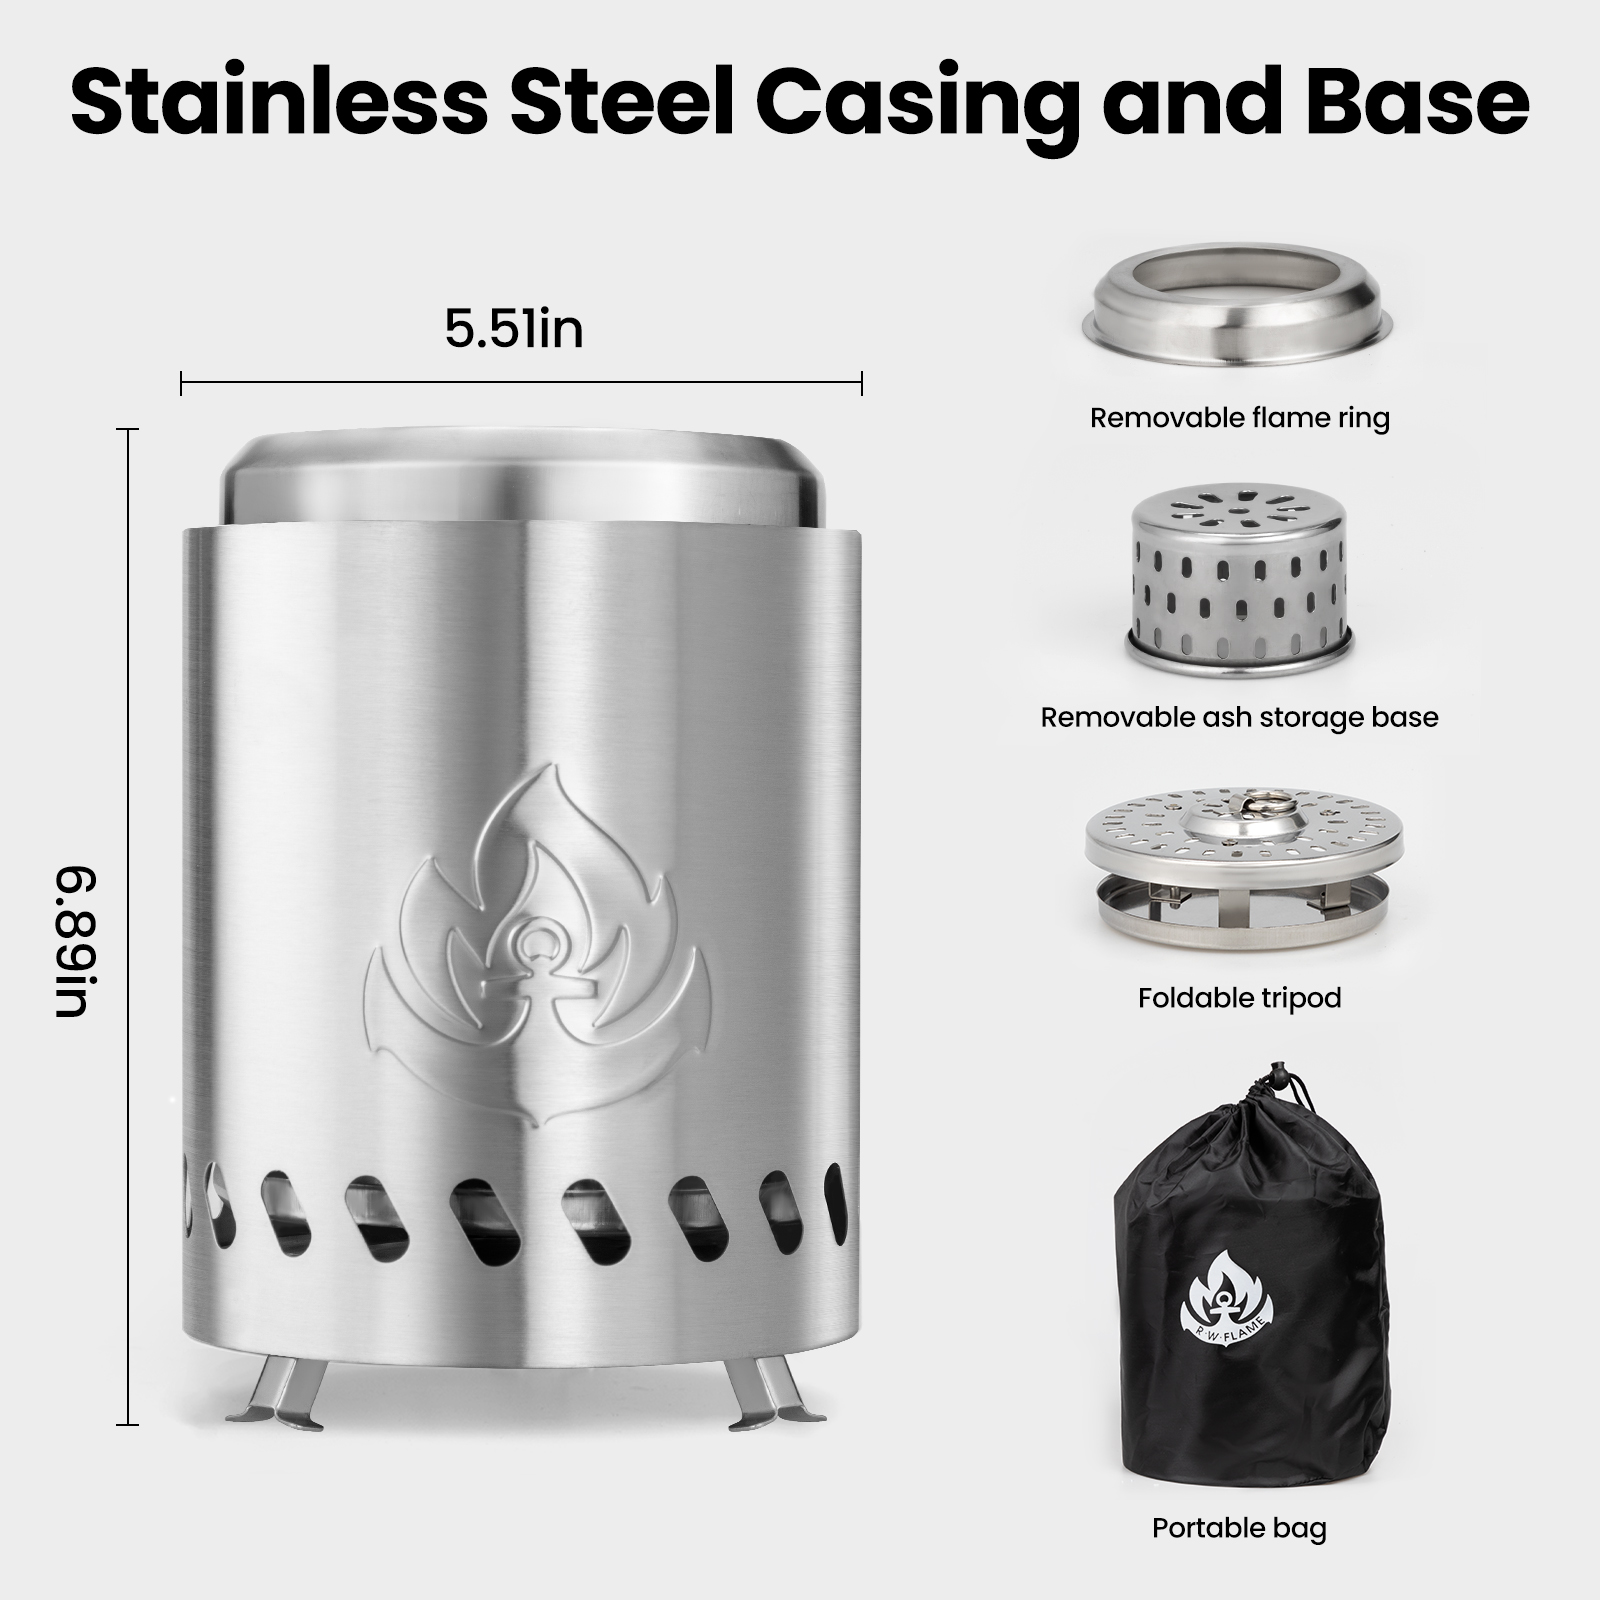 Stainless Steel Casing and Base
5.51in
6.89in
Removable flame ring
Removable ash storage base
Foldable tripod
R·W·FLAME
Portable bag